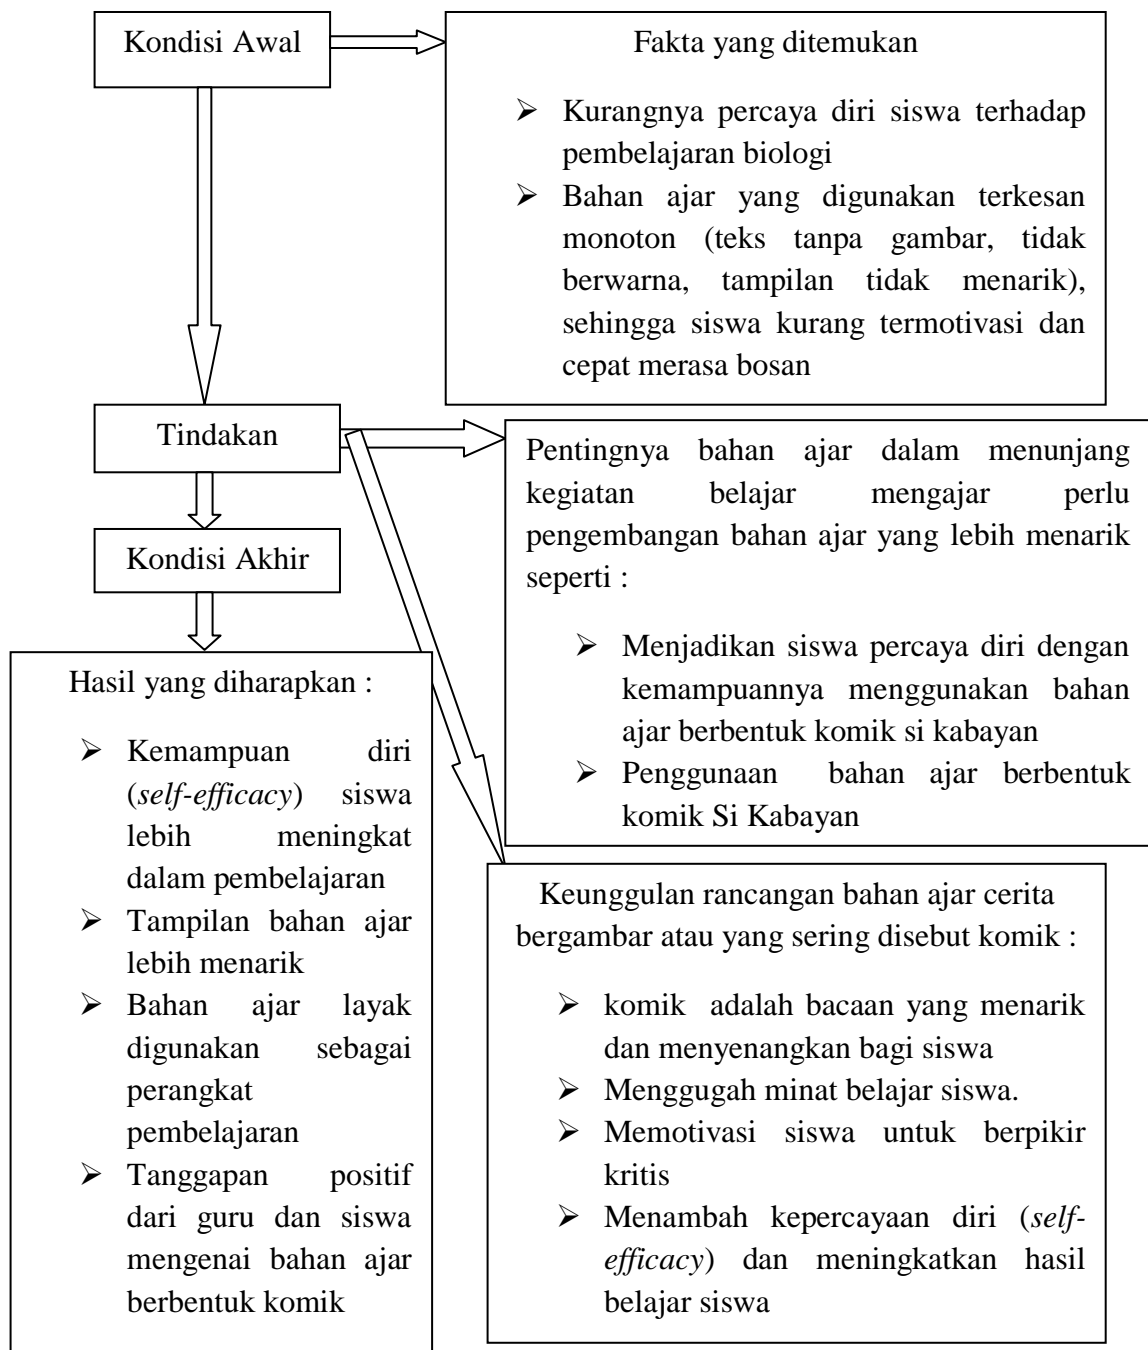 Kondisi Awal
Fakta yang ditemukan
➢ Kurangnya percaya diri siswa terhadap
pembelajaran biologi
➢ Bahan ajar yang digunakan terkesan
monoton (teks tanpa gambar, tidak
berwarna, tampilan tidak menarik),
sehingga siswa kurang termotivasi dan
cepat merasa bosan
Tindakan
Pentingnya bahan ajar dalam menunjang
kegiatan belajar mengajar perlu
pengembangan bahan ajar yang lebih menarik
seperti :
➢ Menjadikan siswa percaya diri dengan
kemampuannya menggunakan bahan
ajar berbentuk komik si kabayan
➢ Penggunaan bahan ajar berbentuk
komik Si Kabayan
Kondisi Akhir
Hasil yang diharapkan :
➢ Kemampuan diri
(self-efficacy) siswa
lebih meningkat
dalam pembelajaran
➢ Tampilan bahan ajar
lebih menarik
➢ Bahan ajar layak
digunakan sebagai
perangkat
pembelajaran
➢ Tanggapan positif
dari guru dan siswa
mengenai bahan ajar
berbentuk komik
Keunggulan rancangan bahan ajar cerita
bergambar atau yang sering disebut komik :
➢ komik adalah bacaan yang menarik
dan menyenangkan bagi siswa
➢ Menggugah minat belajar siswa.
➢ Memotivasi siswa untuk berpikir
kritis
➢ Menambah kepercayaan diri (self-
efficacy) dan meningkatkan hasil
belajar siswa